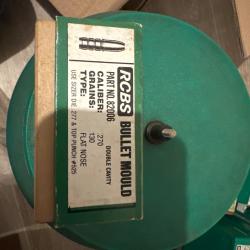 RCBS BULLET MOULD
PART NO. 82006
DOUBLE CAVITY
CALIBER: .270
GRAINS: 130
TYPE: FLAT NOSE
USE SIZER DIE .277 & TOP PUNCH #525